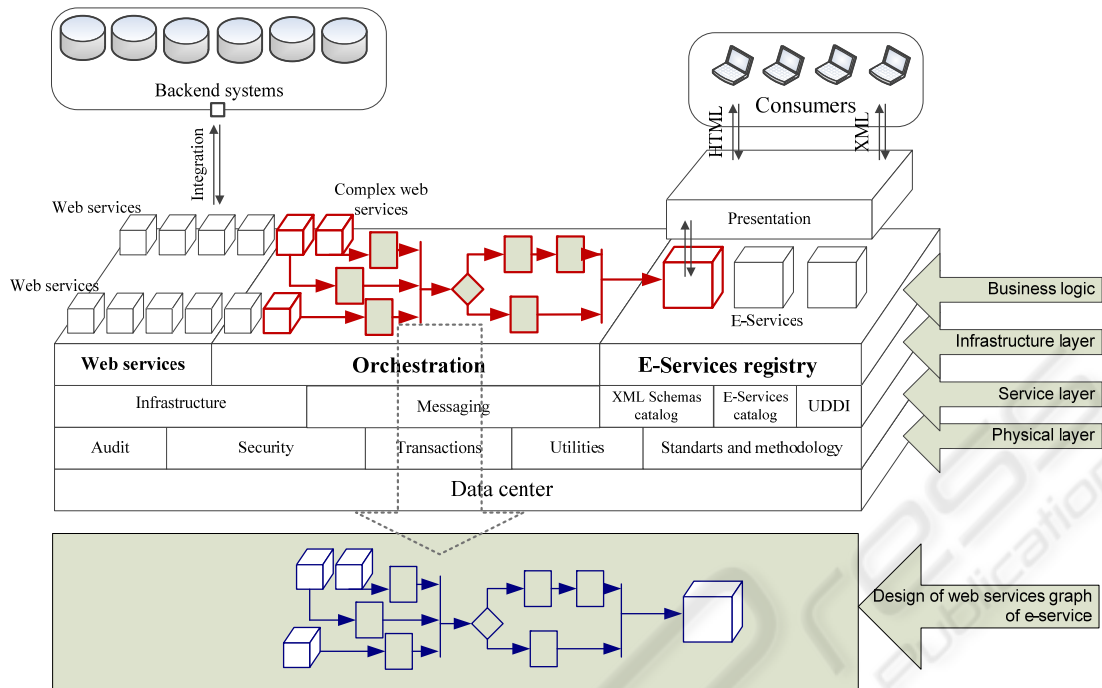 Backend systems
Consumers
Integration
HTML
XML
Web services
Complex web
services
Presentation
Web services
E-Services
Business logic
Infrastructure layer
Service layer
Physical layer
Web services
Orchestration
E-Services registry
Infrastructure
Messaging
XML Schemas
catalog
E-Services
catalog
UDDI
Audit
Security
Transactions
Utilities
Standarts and methodology
Data center
Design of web services graph
of e-service